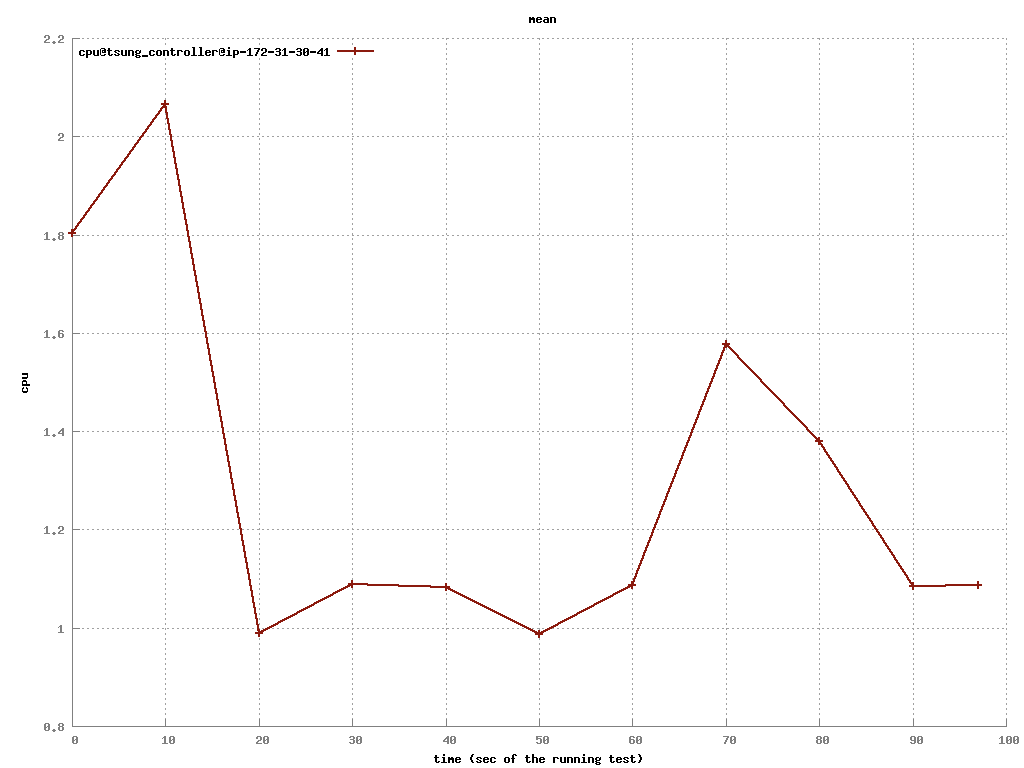 mean
2.2
cpu@tsung_controller@ip-172-31-30-41
2
1.8
1.6
cpu
1.4
1.2
1
0.8
0 10 20 30 40 50 60 70 80 90 100
time (sec of the running test)